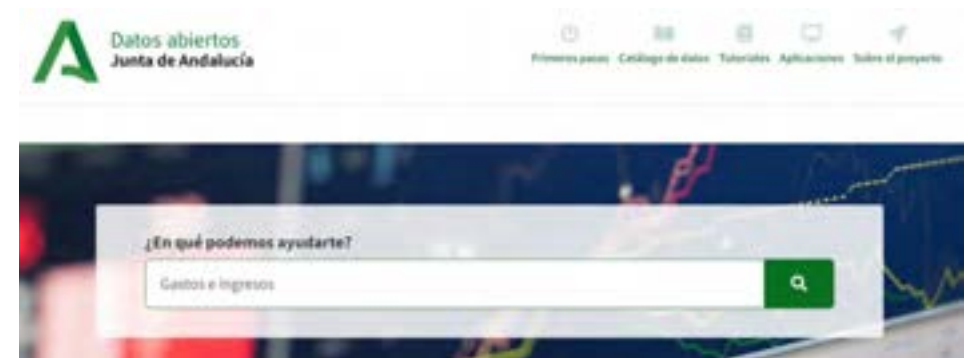 Datos abiertos
Junta de Andalucía
Primeros pasos Catálogo de datos Tutoriales Aplicaciones Sobre el proyecto
¿En qué podemos ayudarte?
Gastos e ingresos